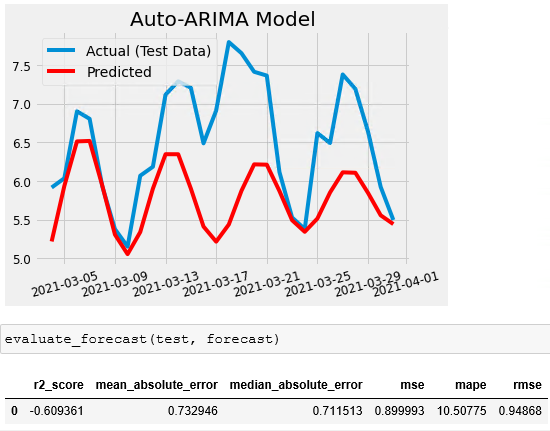 Auto-ARIMA Model
Actual (Test Data)
Predicted
7.5
7.0
6.5
6.0
5.5
5.0
2021-03-05 2021-03-09 2021-03-13 2021-03-17 2021-03-21 2021-03-25 2021-03-29 2021-04-01
evaluate_forecast(test, forecast)
r2_score mean_absolute_error median_absolute_error mse mape rmse
0 -0.609361 0.732946 0.711513 0.899993 10.50775 0.94868